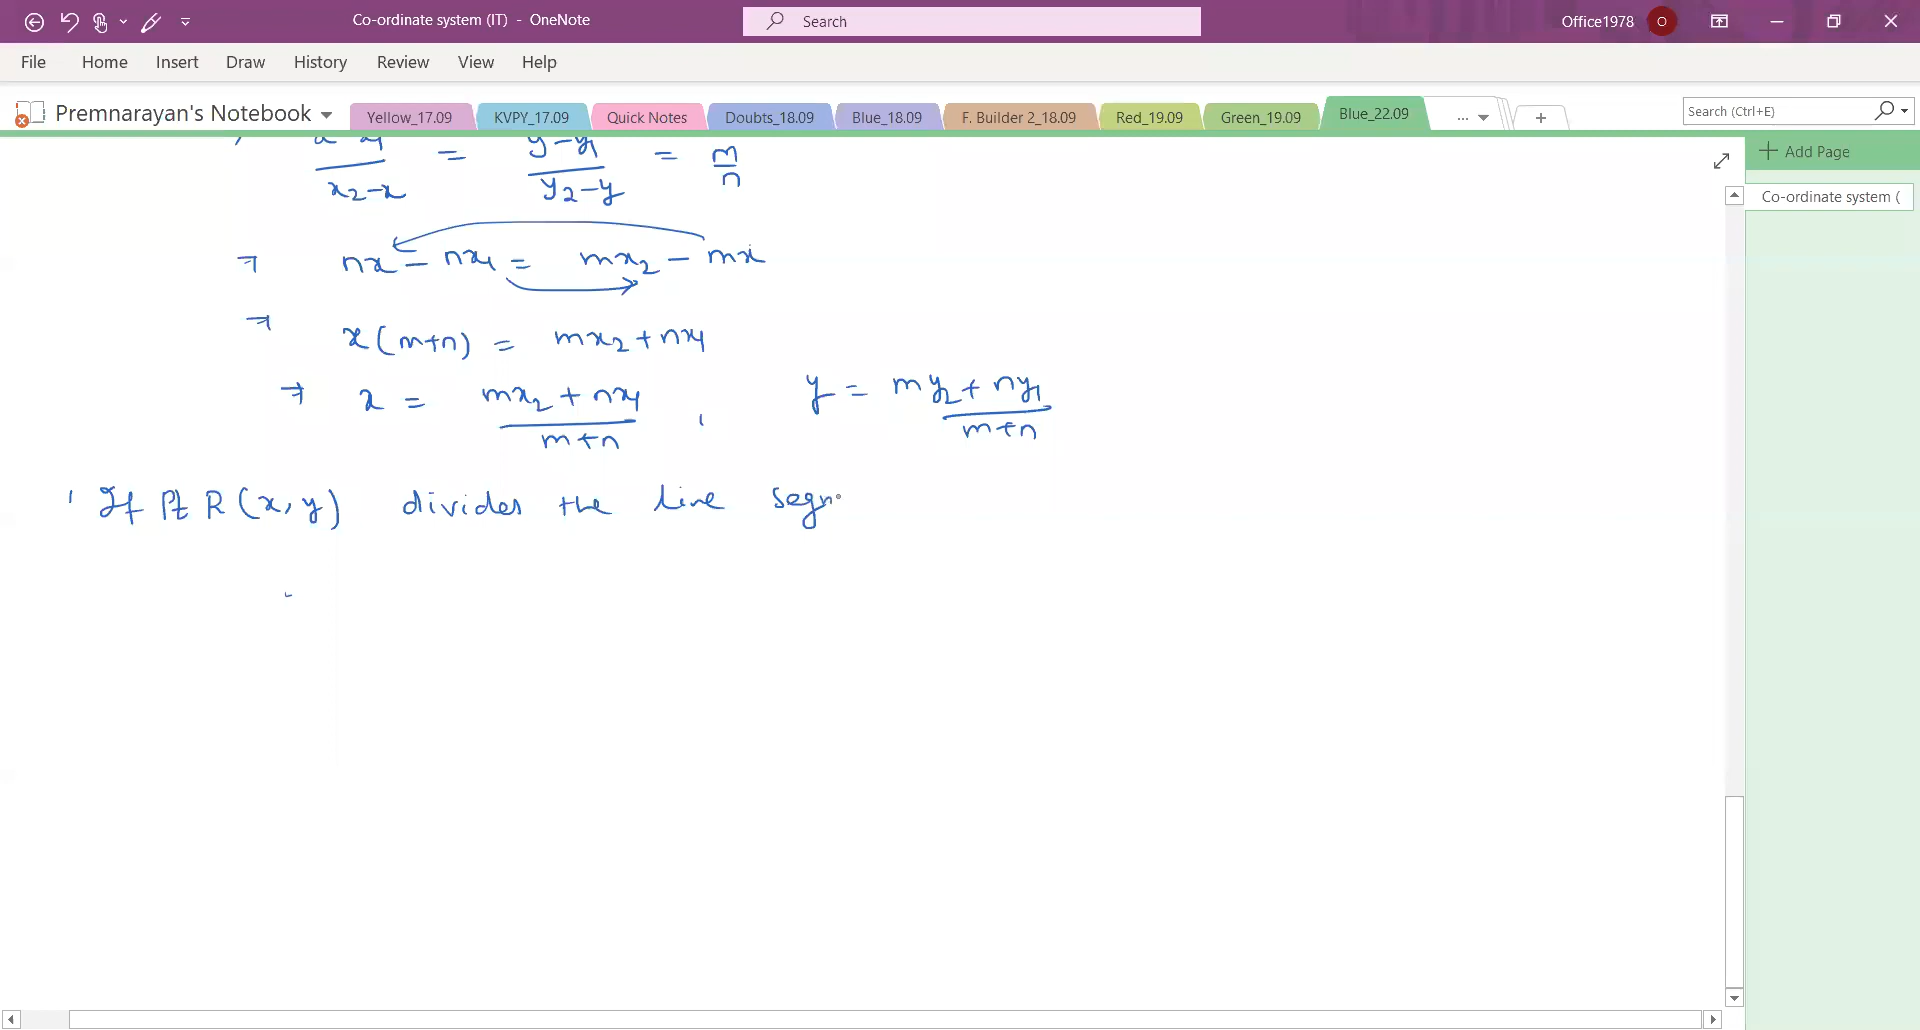 Co-ordinate system (IT) - OneNote
Search
Office1978
O
File Home Insert Draw History Review View Help
Premnarayan's Notebook
Yellow_17.09 KVPY_17.09 Quick Notes Doubts_18.09 Blue_18.09 F. Builder 2_18.09 Red_19.09 Green_19.09 Blue_22.09 ...
Search (Ctrl+E)
Add Page
Co-ordinate system (
x-x₁/x₂-x = y-y₁/y₂-y = m/n
⇒ nx - nx₁ = mx₂ - mx
⇒ x(m+n) = mx₂ + nx₁
⇒ x = mx₂ + nx₁/m+n , y = my₂ + ny₁/m+n
If Pt R(x,y) divides the line segm